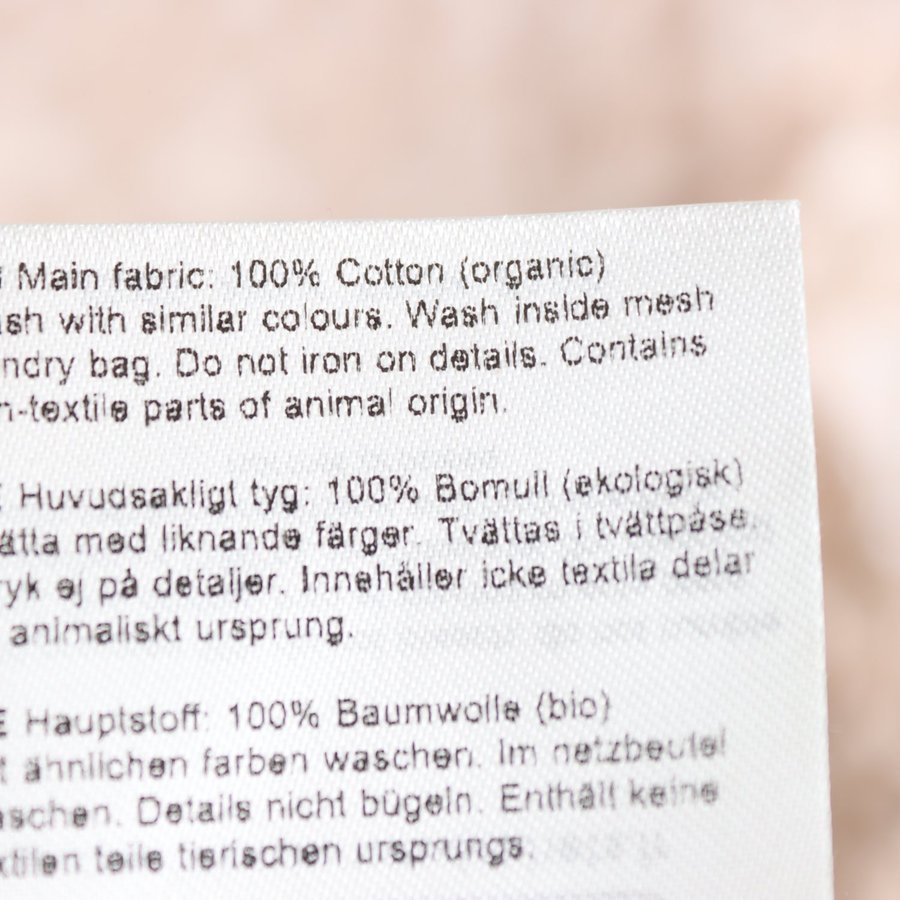 Main fabric: 100% Cotton (organic)
sh with similar colours. Wash inside mesh
ndry bag. Do not iron on details. Contains
n-textile parts of animal origin.
E Huvudsakligt tyg: 100% Bomull (ekologisk)
ätta med liknande färger. Tvättas i tvättpåse.
ryk ej på detaljer. Innehåller icke textila delar
animaliskt ursprung.
E Hauptstoff: 100% Baumwolle (bio)
t ähnlichen farben waschen. Im netzbeutel
aschen. Details nicht bügeln. Enthält keine
xtilen teile tierischen ursprungs.